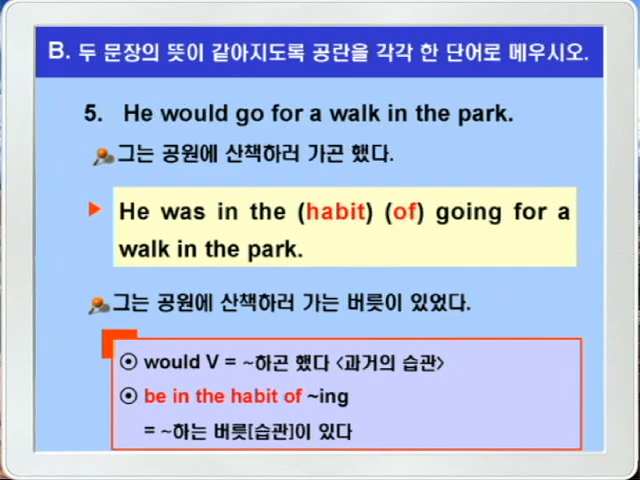 B. 두 문장의 뜻이 같아지도록 공란을 각각 한 단어로 메우시오.
5. He would go for a walk in the park.
그는 공원에 산책하러 가곤 했다.
He was in the (habit) (of) going for a
walk in the park.
그는 공원에 산책하러 가는 버릇이 있었다.
would V = ~하곤 했다 <과거의 습관>
be in the habit of ~ing
= ~하는 버릇[습관]이 있다